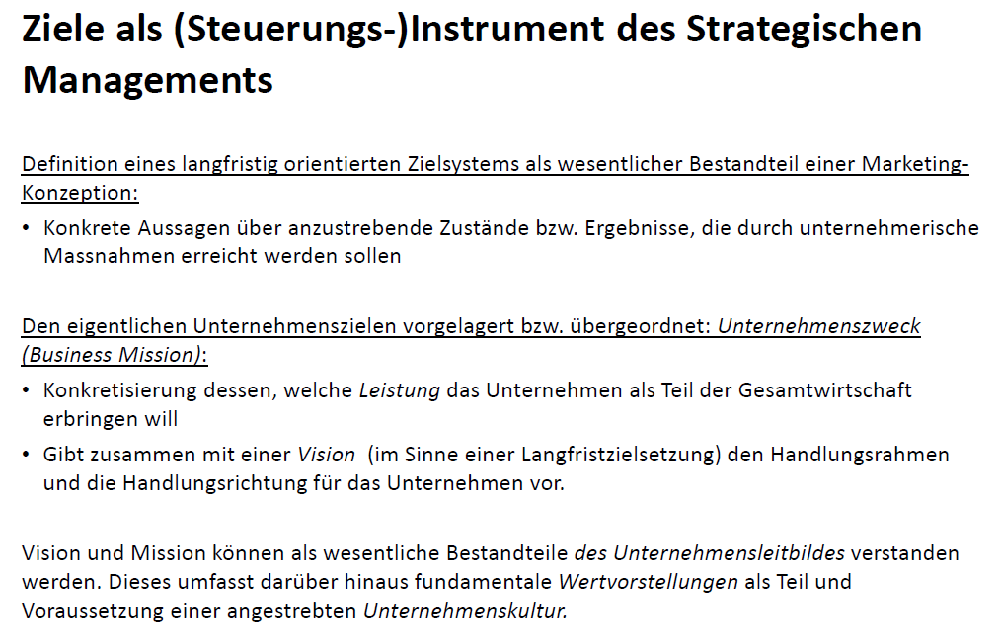 Ziele als (Steuerungs-)Instrument des Strategischen
Managements
Definition eines langfristig orientierten Zielsystems als wesentlicher Bestandteil einer Marketing-
Konzeption:
• Konkrete Aussagen über anzustrebende Zustände bzw. Ergebnisse, die durch unternehmerische
Massnahmen erreicht werden sollen
Den eigentlichen Unternehmenszielen vorgelagert bzw. übergeordnet: Unternehmenszweck
(Business Mission):
• Konkretisierung dessen, welche Leistung das Unternehmen als Teil der Gesamtwirtschaft
erbringen will
• Gibt zusammen mit einer Vision (im Sinne einer Langfristzielsetzung) den Handlungsrahmen
und die Handlungsrichtung für das Unternehmen vor.
Vision und Mission können als wesentliche Bestandteile des Unternehmensleitbildes verstanden
werden. Dieses umfasst darüber hinaus fundamentale Wertvorstellungen als Teil und
Voraussetzung einer angestrebten Unternehmenskultur.